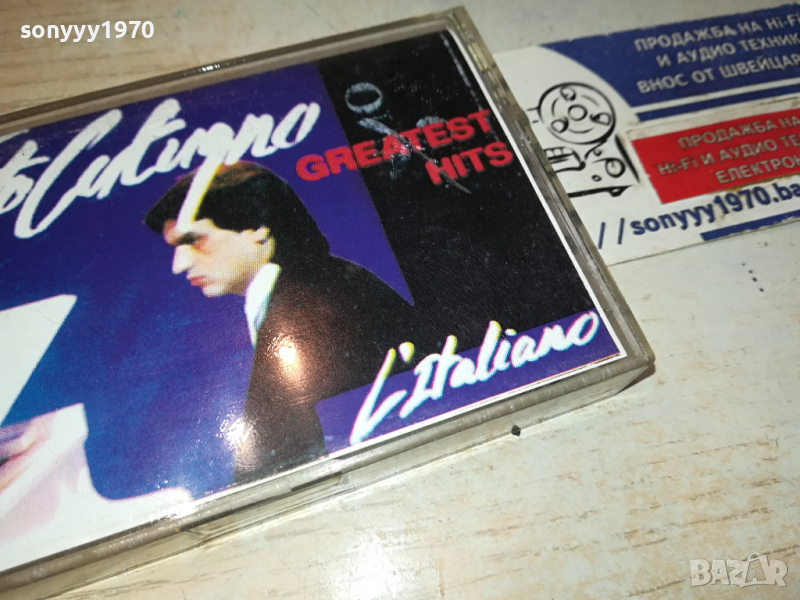 sonyyy1970
to Cutugno
GREATEST
HITS
L'Italiano
ПРОДАЖБА НА Hi-Fi
И АУДИО ТЕХНИК
ВНОС ОТ ШВЕЙЦАР
ПРОДАЖБА НА
Hi-Fi И АУДИО ТЕ
ЕЛЕКТРОН
//sonyyy1970.ba
BAZAR